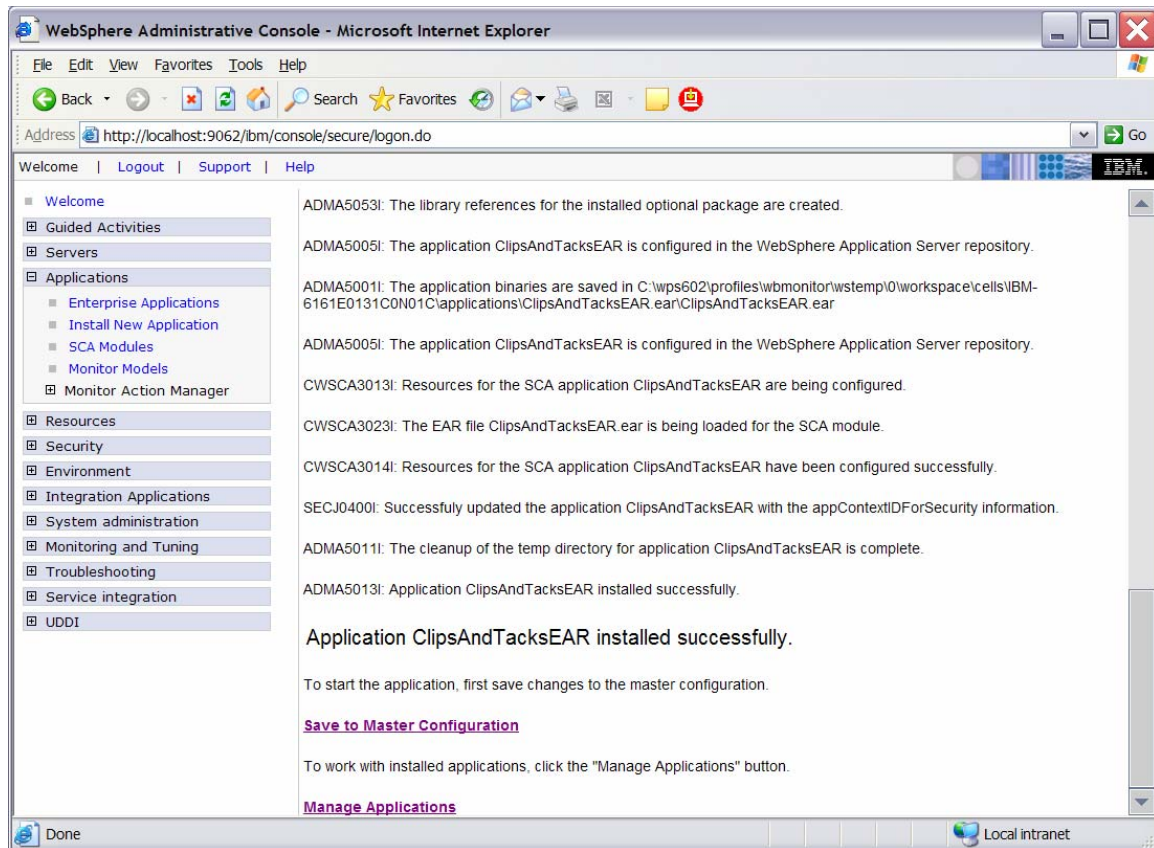 WebSphere Administrative Console - Microsoft Internet Explorer
File Edit View Favorites Tools Help
Back Search Favorites
Address http://localhost:9062/ibm/console/secure/logon.do Go
Welcome | Logout | Support | Help IBM.
Welcome
Guided Activities
Servers
Applications
Enterprise Applications
Install New Application
SCA Modules
Monitor Models
Monitor Action Manager
Resources
Security
Environment
Integration Applications
System administration
Monitoring and Tuning
Troubleshooting
Service integration
UDDI
ADMA5053I: The library references for the installed optional package are created.
ADMA5005I: The application ClipsAndTacksEAR is configured in the WebSphere Application Server repository.
ADMA5001I: The application binaries are saved in C:\wps602\profiles\wbmonitor\wstemp\0\workspace\cells\IBM-
6161E0131C0N01C\applications\ClipsAndTacksEAR.ear\ClipsAndTacksEAR.ear
ADMA5005I: The application ClipsAndTacksEAR is configured in the WebSphere Application Server repository.
CWSCA3013I: Resources for the SCA application ClipsAndTacksEAR are being configured.
CWSCA3023I: The EAR file ClipsAndTacksEAR.ear is being loaded for the SCA module.
CWSCA3014I: Resources for the SCA application ClipsAndTacksEAR have been configured successfully.
SECJ0400I: Successfuly updated the application ClipsAndTacksEAR with the appContextIDForSecurity information.
ADMA5011I: The cleanup of the temp directory for application ClipsAndTacksEAR is complete.
ADMA5013I: Application ClipsAndTacksEAR installed successfully.
Application ClipsAndTacksEAR installed successfully.
To start the application, first save changes to the master configuration.
Save to Master Configuration
To work with installed applications, click the "Manage Applications" button.
Manage Applications
Done Local intranet